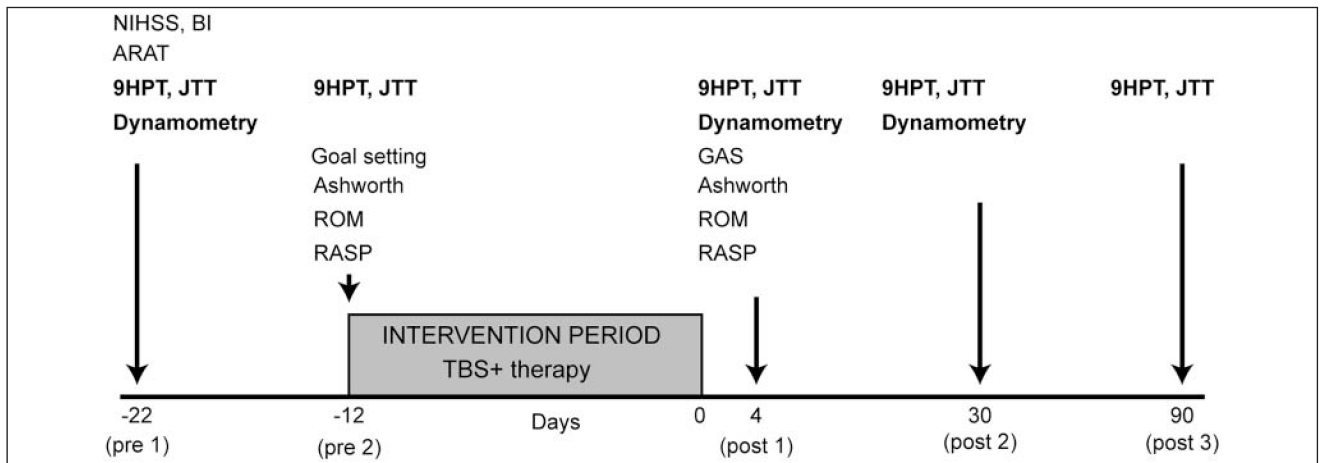 NIHSS, BI
ARAT
9HPT, JTT
Dynamometry
9HPT, JTT
Goal setting
Ashworth
ROM
RASP
9HPT, JTT
Dynamometry
GAS
Ashworth
ROM
RASP
9HPT, JTT
Dynamometry
9HPT, JTT
INTERVENTION PERIOD
TBS+ therapy
-22
(pre 1)
-12
(pre 2)
Days
0
4
(post 1)
30
(post 2)
90
(post 3)